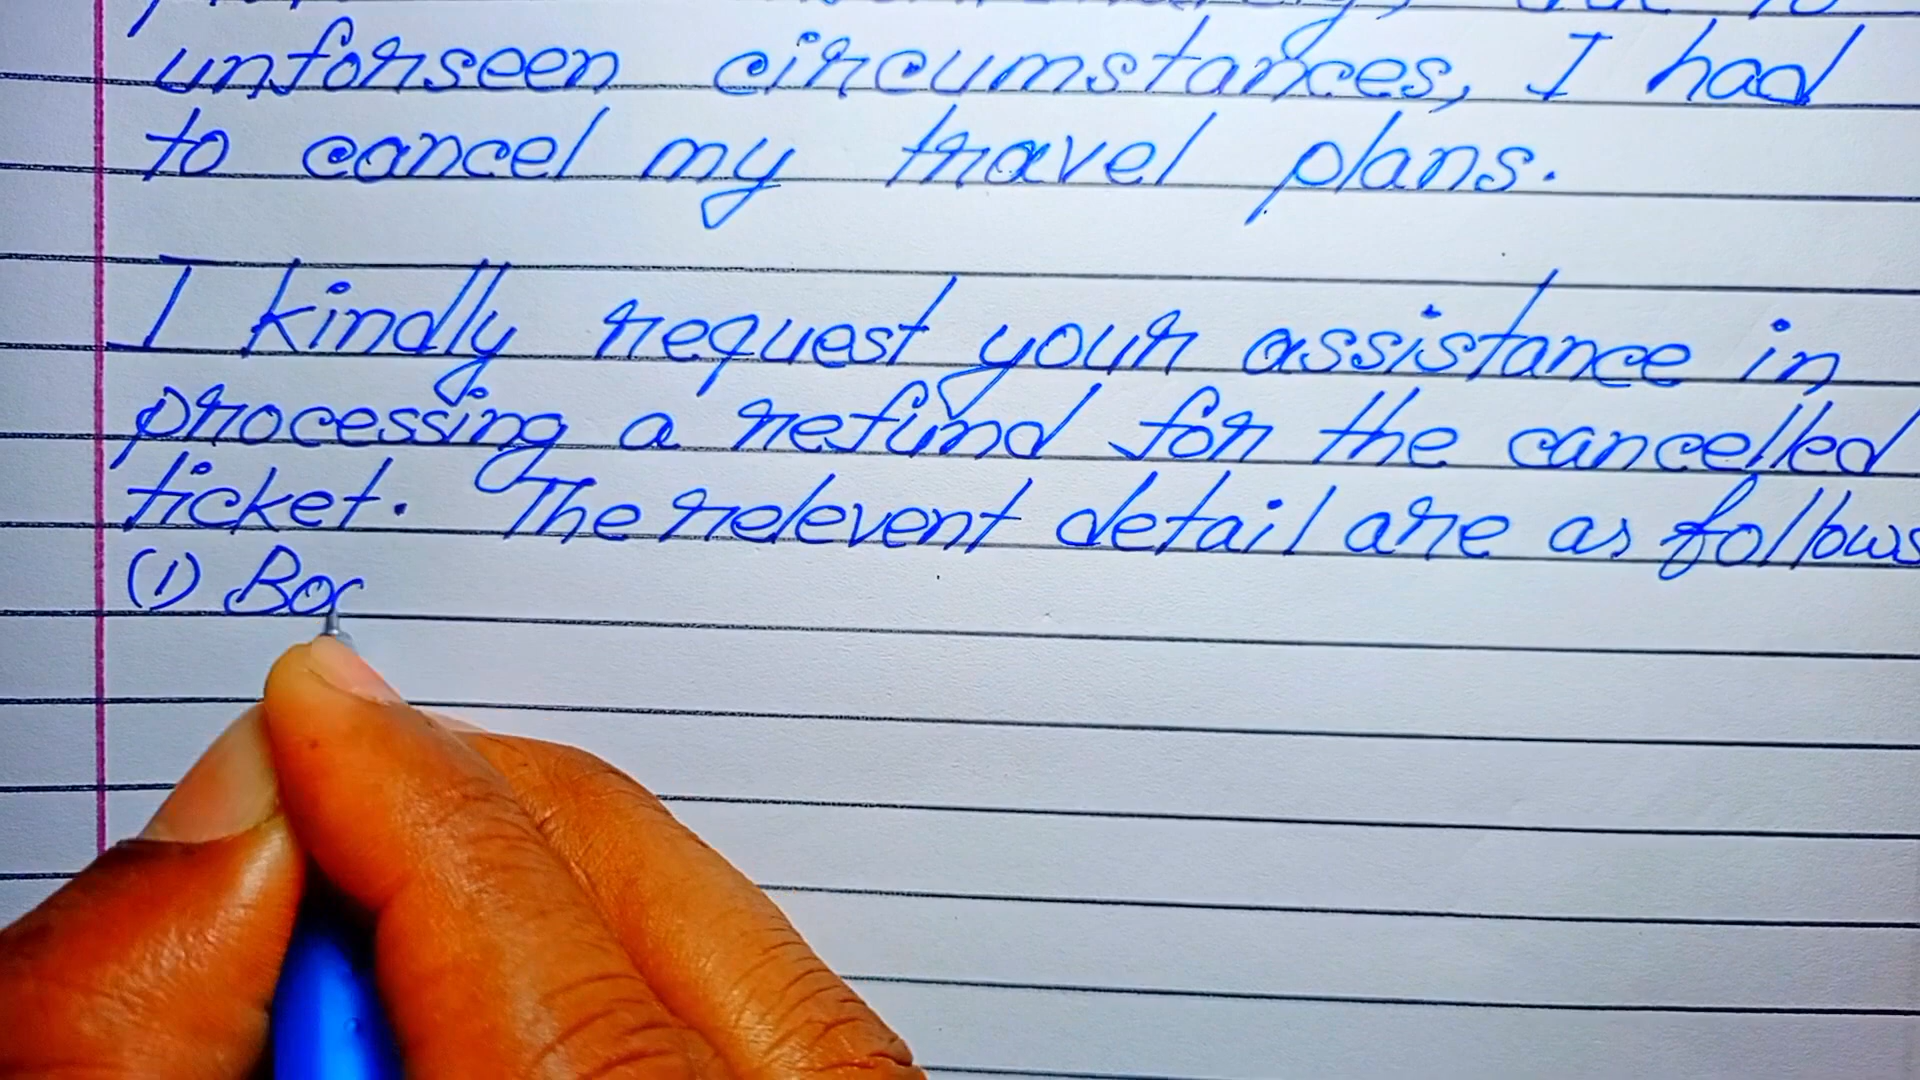 unforseen circumstances, I had
to cancel my travel plans.
I kindly request your assistance in
processing a refund for the cancelled
ticket. The relevent detail are as follows
(1) Boo